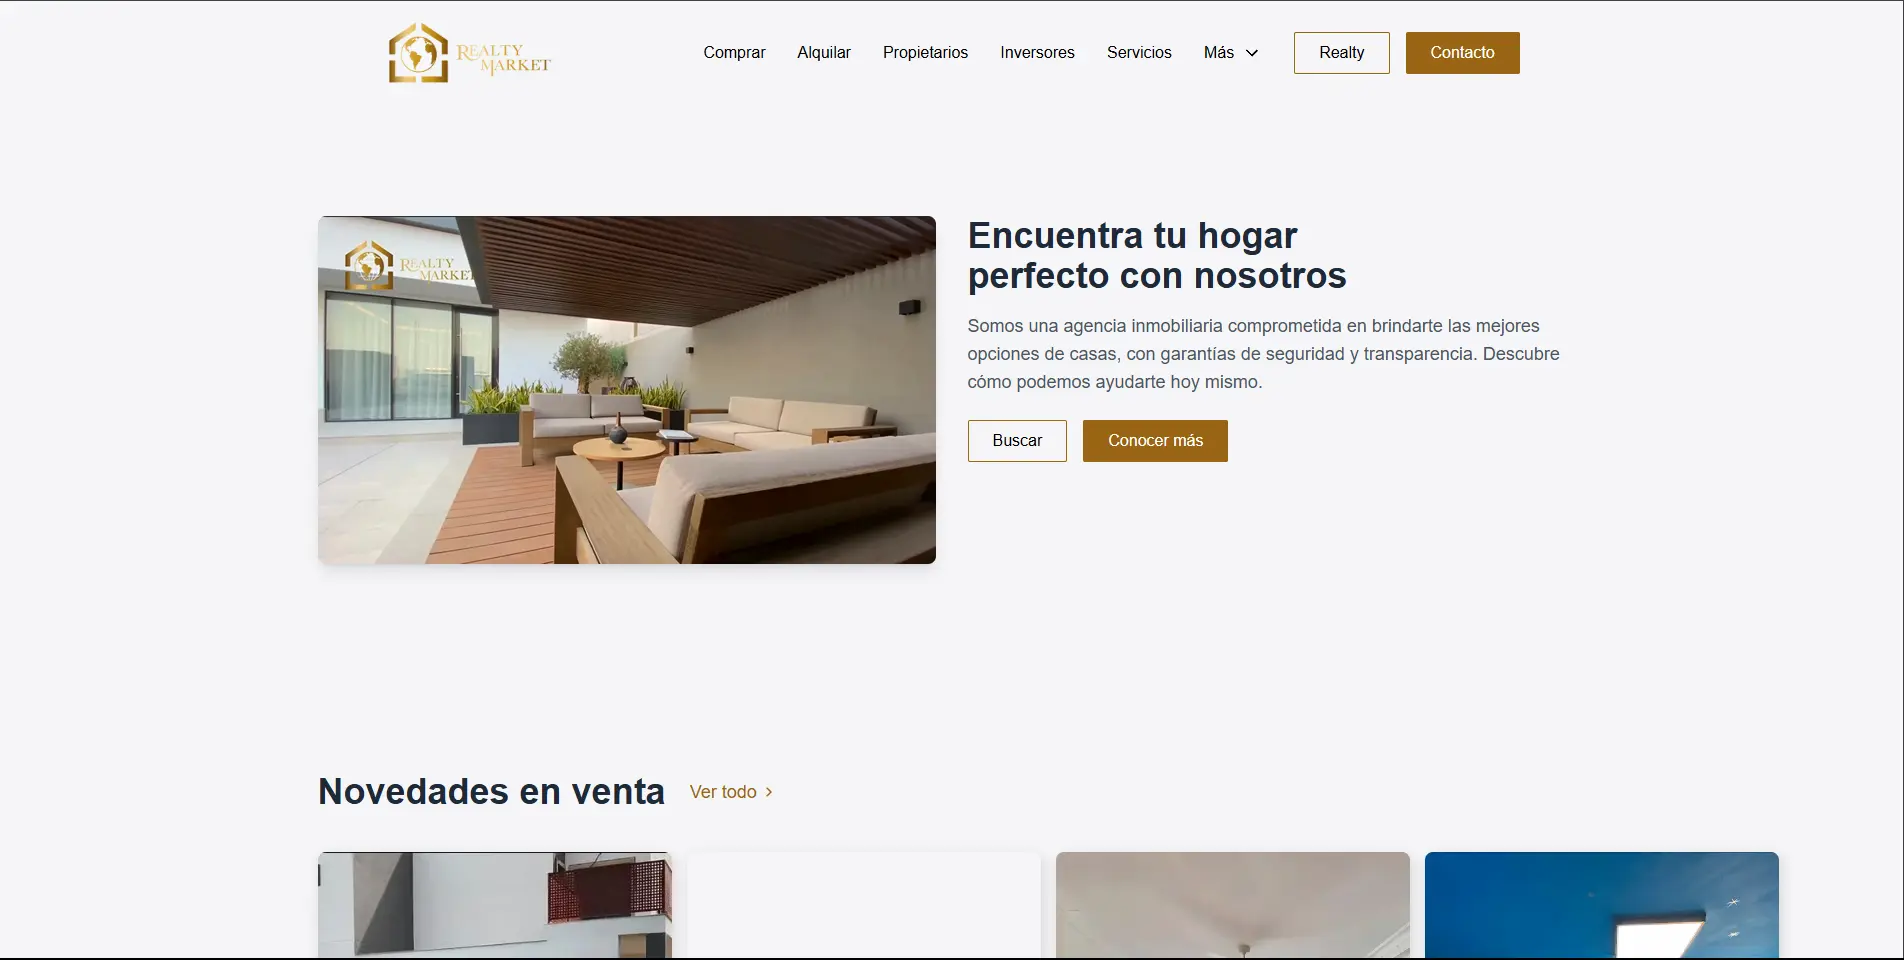 REALTY
MARKET
Comprar
Alquilar
Propietarios
Inversores
Servicios
Más
Realty
Contacto
REALTY
MARKET
Encuentra tu hogar
perfecto con nosotros
Somos una agencia inmobiliaria comprometida en brindarte las mejores
opciones de casas, con garantías de seguridad y transparencia. Descubre
cómo podemos ayudarte hoy mismo.
Buscar
Conocer más
Novedades en venta
Ver todo